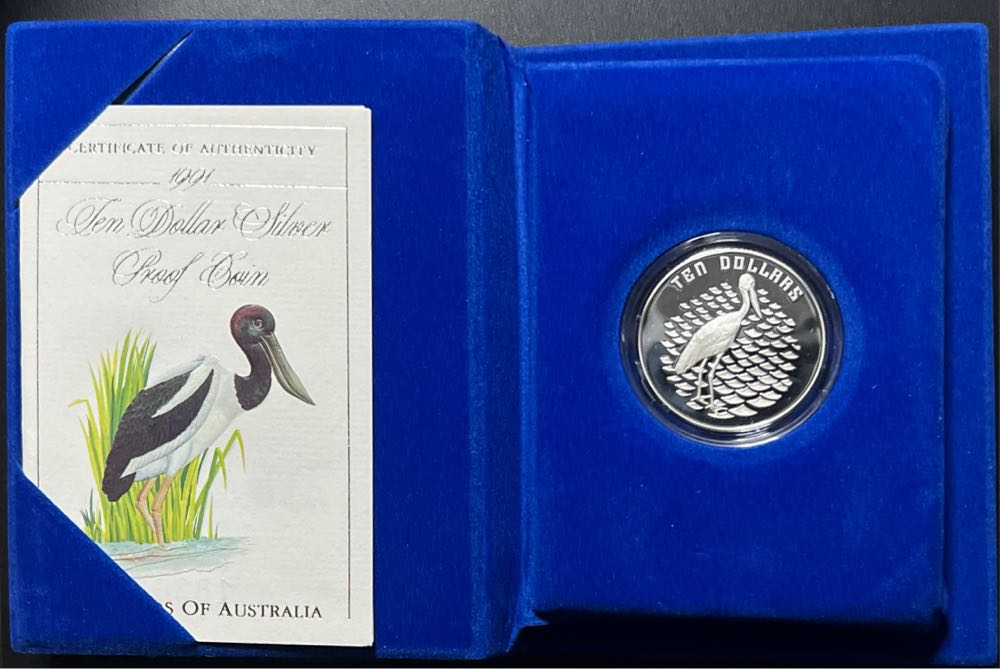 CERTIFICATE OF AUTHENTICITY
1991
Ten Dollar Silver
Proof Coin
S OF AUSTRALIA
TEN DOLLARS